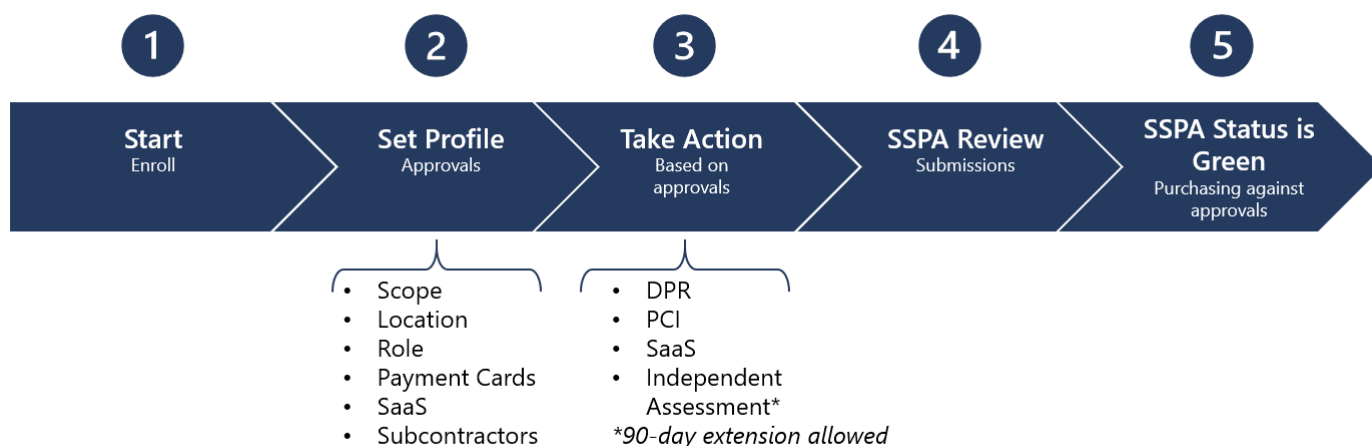 1
2
3
4
5
Start
Enroll
Set Profile
Approvals
Take Action
Based on
approvals
SSPA Review
Submissions
SSPA Status is
Green
Purchasing against
approvals
• Scope
• Location
• Role
• Payment Cards
• SaaS
• Subcontractors
• DPR
• PCI
• SaaS
• Independent
Assessment*
*90-day extension allowed